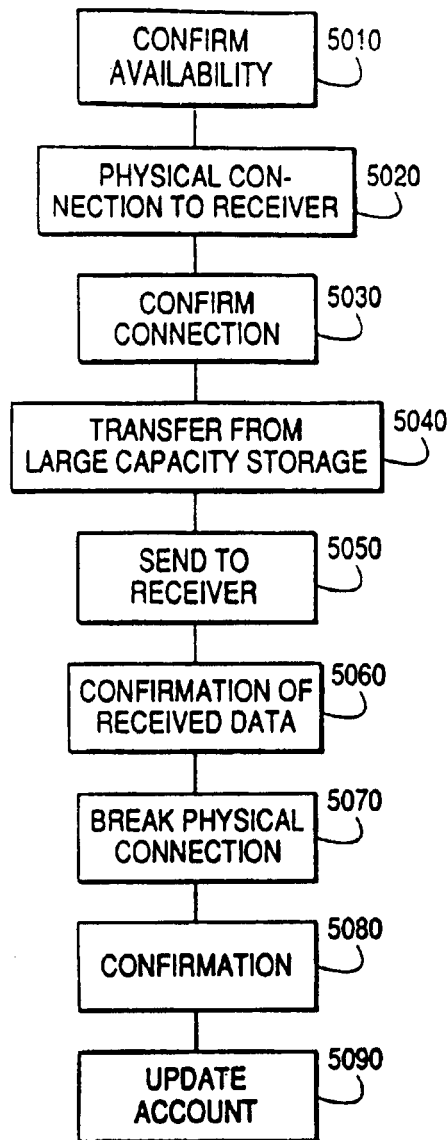 CONFIRM
AVAILABILITY
5010
PHYSICAL CON-
NECTION TO RECEIVER
5020
CONFIRM
CONNECTION
5030
TRANSFER FROM
LARGE CAPACITY STORAGE
5040
SEND TO
RECEIVER
5050
CONFIRMATION OF
RECEIVED DATA
5060
BREAK PHYSICAL
CONNECTION
5070
CONFIRMATION
5080
UPDATE
ACCOUNT
5090